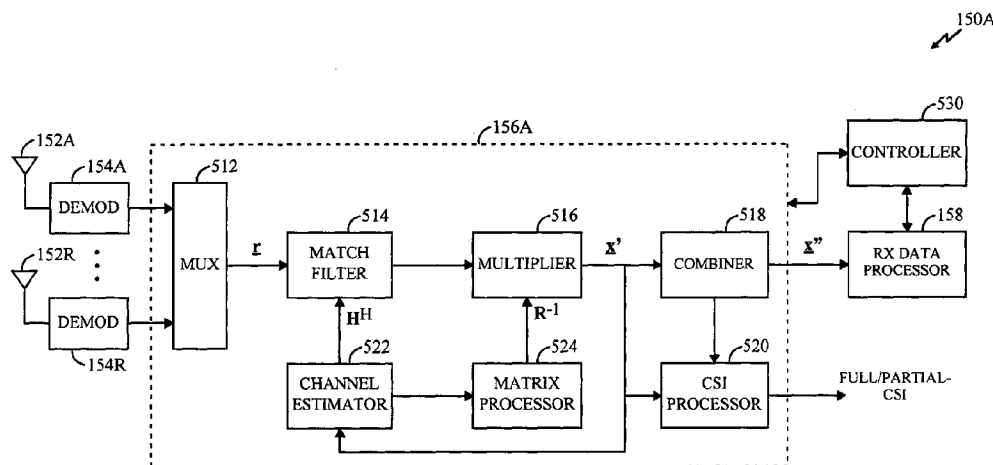 150A
530
156A
152A
154A
512
CONTROLLER
DEMOD
514
516
518
158
152R
MUX
r
MATCH
FILTER
MULTIPLIER
x'
COMBINER
x"
RX DATA
PROCESSOR
DEMOD
H^H
R^-1
154R
522
524
520
CHANNEL
ESTIMATOR
MATRIX
PROCESSOR
CSI
PROCESSOR
FULL/PARTIAL-
CSI